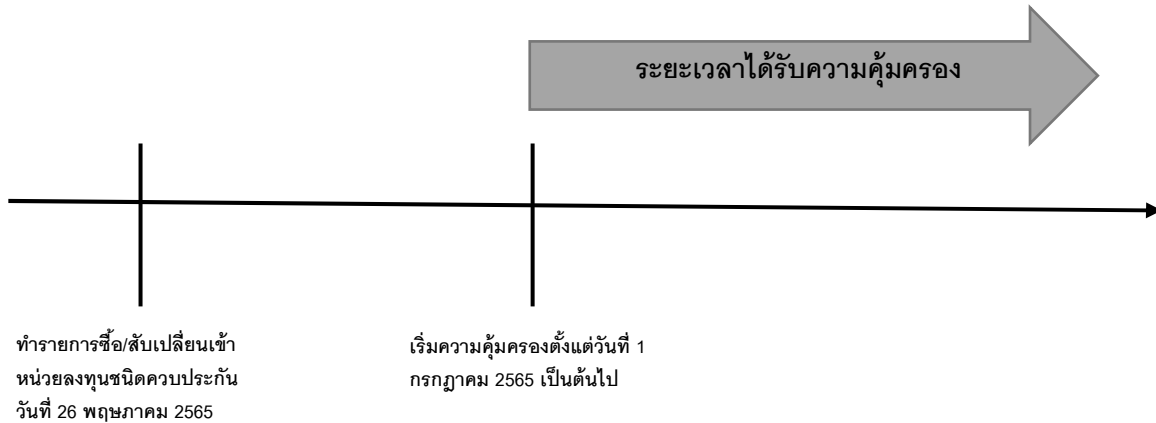 ระยะเวลาได้รับความคุ้มครอง
ทำรายการซื้อ/สับเปลี่ยนเข้า
หน่วยลงทุนชนิดควบประกัน
วันที่ 26 พฤษภาคม 2565
เริ่มความคุ้มครองตั้งแต่วันที่ 1
กรกฎาคม 2565 เป็นต้นไป